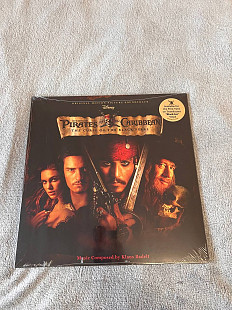 ORIGINAL MOTION PICTURE SOUNDTRACK
Disney
PIRATES OF THE CARIBBEAN
THE CURSE OF THE BLACK PEARL
Music Composed by Klaus Badelt